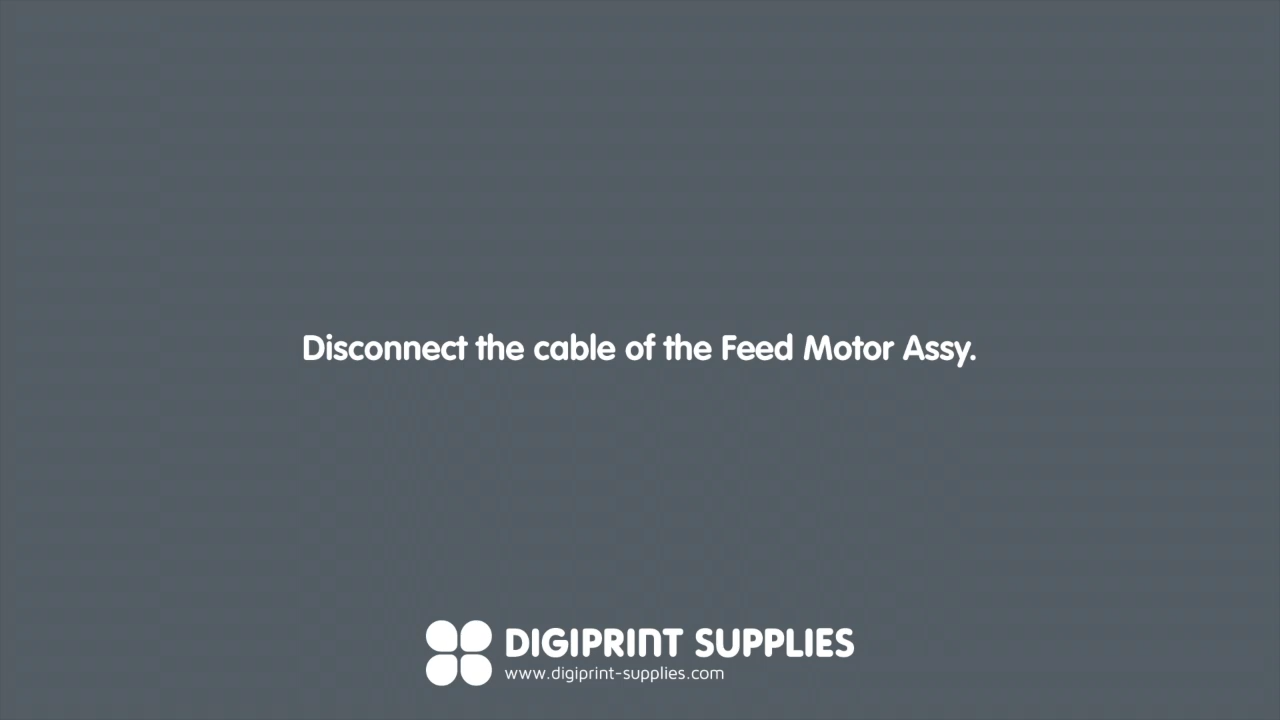 Disconnect the cable of the Feed Motor Assy.
DIGIPRINT SUPPLIES
www.digiprint-supplies.com